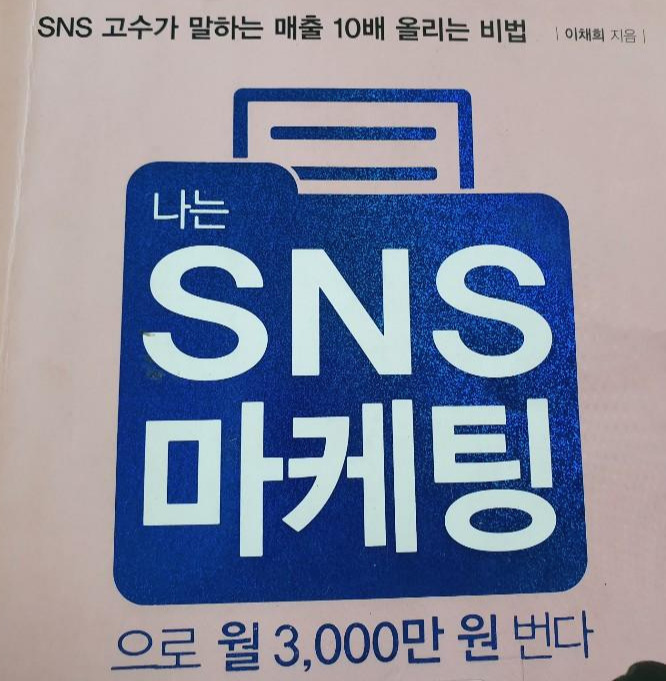 SNS 고수가 말하는 매출 10배 올리는 비법 | 이채희 지음 |
나는
SNS
마케팅
으로 월 3,000만 원 번다